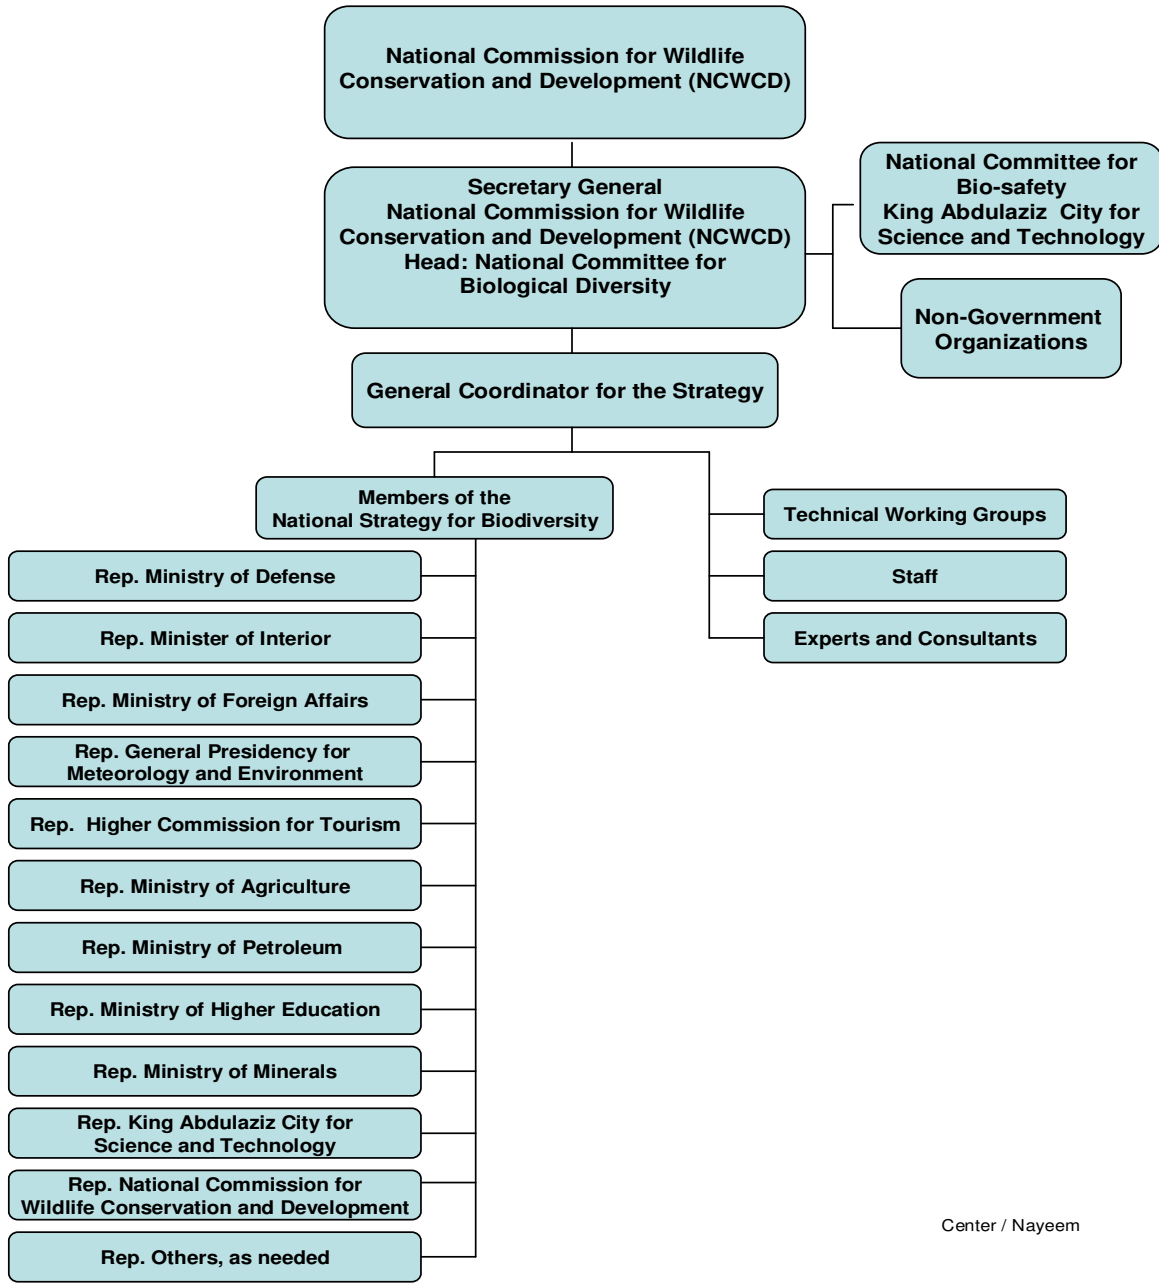 National Commission for Wildlife
Conservation and Development (NCWCD)
Secretary General
National Commission for Wildlife
Conservation and Development (NCWCD)
Head: National Committee for
Biological Diversity
National Committee for
Bio-safety
King Abdulaziz City for
Science and Technology
Non-Government
Organizations
General Coordinator for the Strategy
Members of the
National Strategy for Biodiversity
Rep. Ministry of Defense
Rep. Minister of Interior
Rep. Ministry of Foreign Affairs
Rep. General Presidency for
Meteorology and Environment
Rep. Higher Commission for Tourism
Rep. Ministry of Agriculture
Rep. Ministry of Petroleum
Rep. Ministry of Higher Education
Rep. Ministry of Minerals
Rep. King Abdulaziz City for
Science and Technology
Rep. National Commission for
Wildlife Conservation and Development
Rep. Others, as needed
Technical Working Groups
Staff
Experts and Consultants
Center / Nayeem